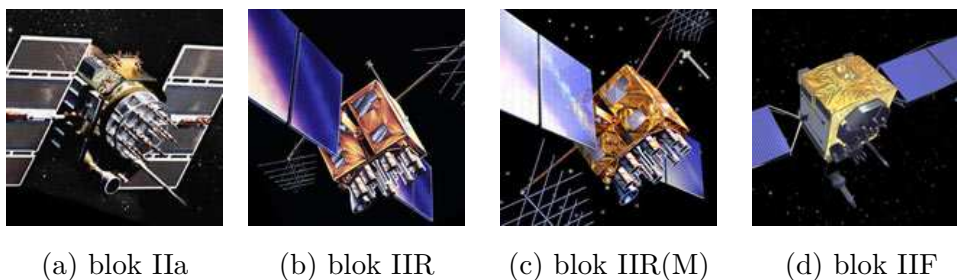 (a) blok IIa
(b) blok IIR
(c) blok IIR(M)
(d) blok IIF